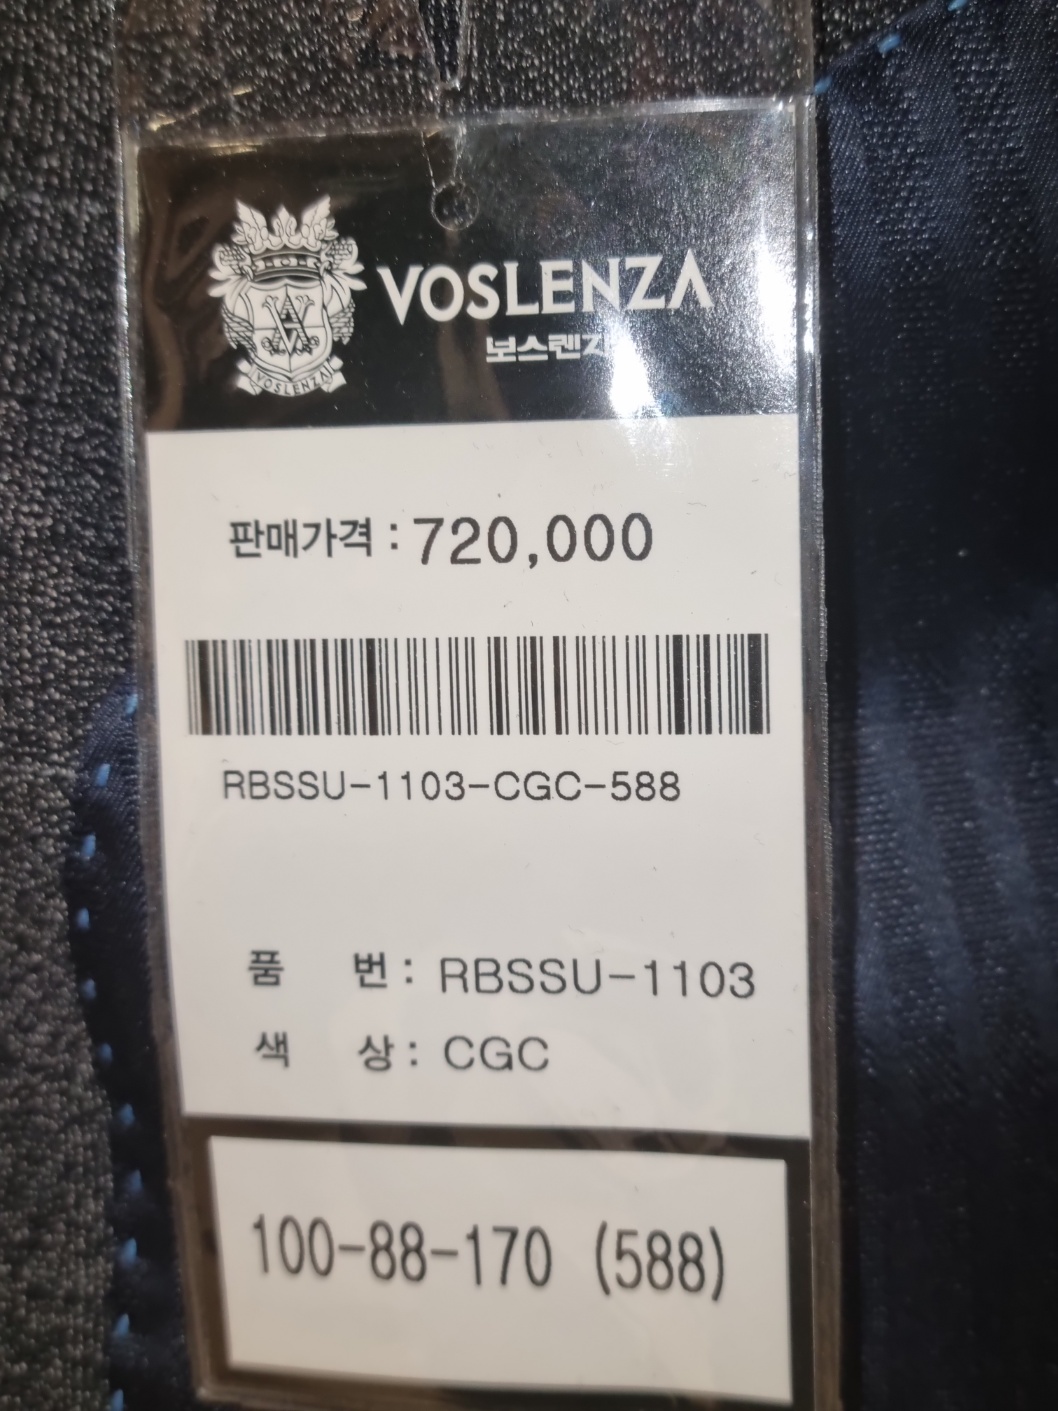 VOSLENZA
보스렌자
VOSLENZA
판매가격 : 720,000
RBSSU-1103-CGC-588
품 번 : RBSSU-1103
색 상 : CGC
100-88-170 (588)